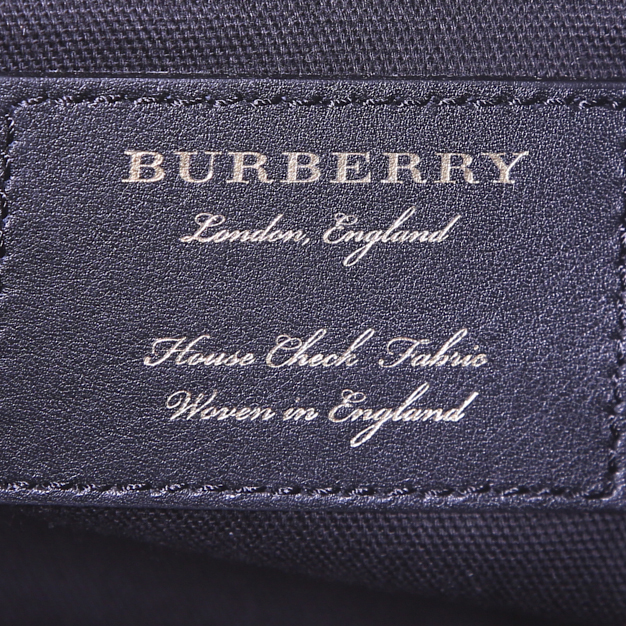 BURBERRY
London, England
House Check Fabric
Woven in England